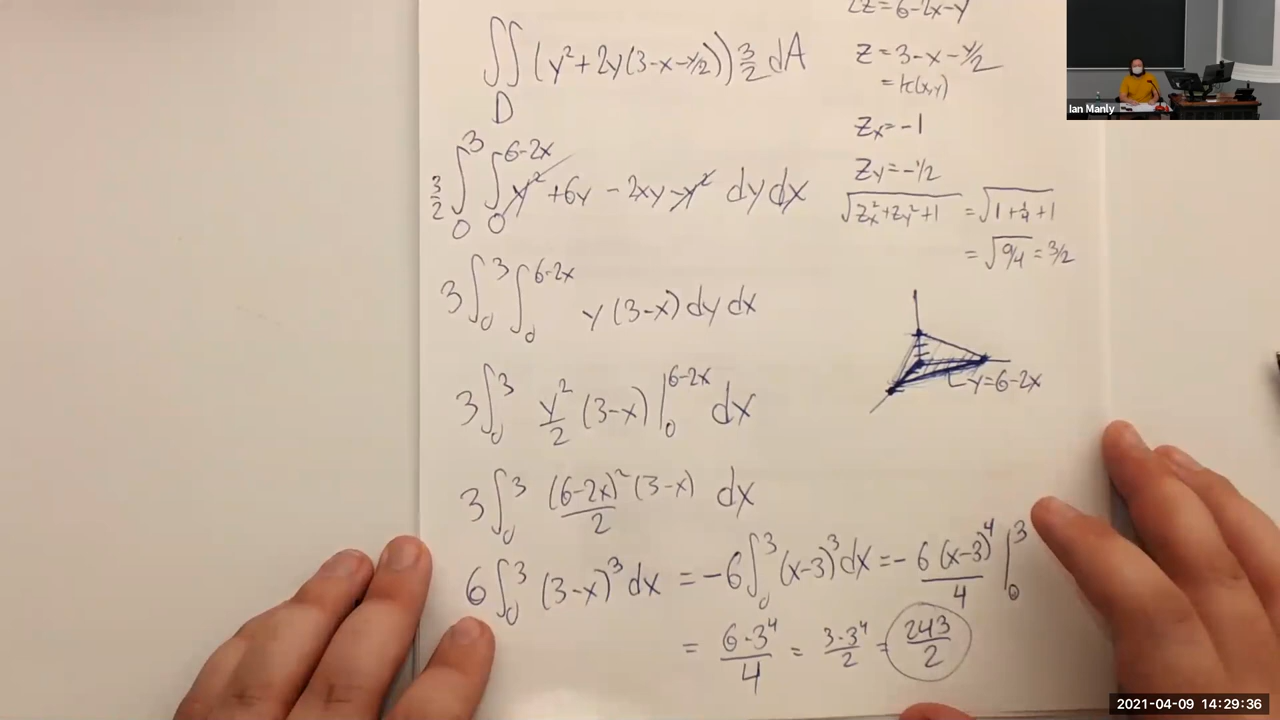 ∬ (y²+2y(3-x-y/2)) 3/2 dA
D
3/2 ∫₀³ ∫₀^{6-2x} y² + 6y - 2xy - y² dy dx
3 ∫₀³ ∫₀^{6-2x} y (3-x) dy dx
3 ∫₀³ y²/2 (3-x) |₀^{6-2x} dx
3 ∫₀³ (6-2x)²(3-x)/2 dx
6 ∫₀³ (3-x)³ dx = -6 ∫₀³ (x-3)³ dx = - 6(x-3)⁴/4 |₀³
= 6·3⁴/4 = 3·3⁴/2 = 243/2
2z = 6-2x-y
z = 3-x-y/2
= k(x,y)
Zx = -1
Zy = -1/2
√(Zx²+Zy²+1) = √(1+1/4+1)
= √(9/4) = 3/2
y=6-2x
Ian Manly
2021-04-09 14:29:36